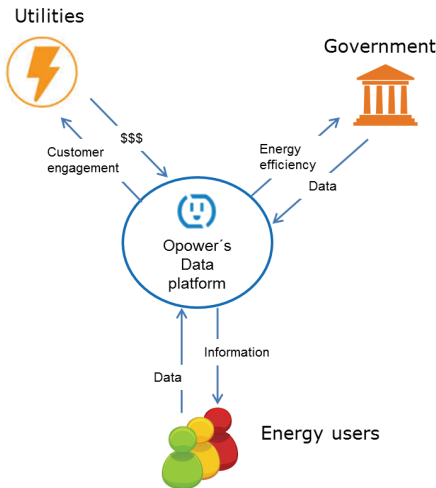 Utilities
Government
$$$
Customer
engagement
Energy
efficiency
Data
Opower´s
Data
platform
Information
Data
Energy users